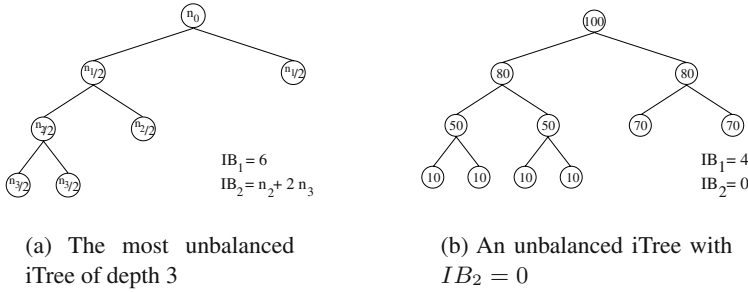 n₀
n₁/2 n₁/2
n₂/2 n₂/2
n₃/2 n₃/2
IB₁ = 6
IB₂ = n₂ + 2 n₃
(a) The most unbalanced
iTree of depth 3
100
80 80
50 50 70 70
10 10 10 10
IB₁ = 4
IB₂ = 0
(b) An unbalanced iTree with
IB₂ = 0